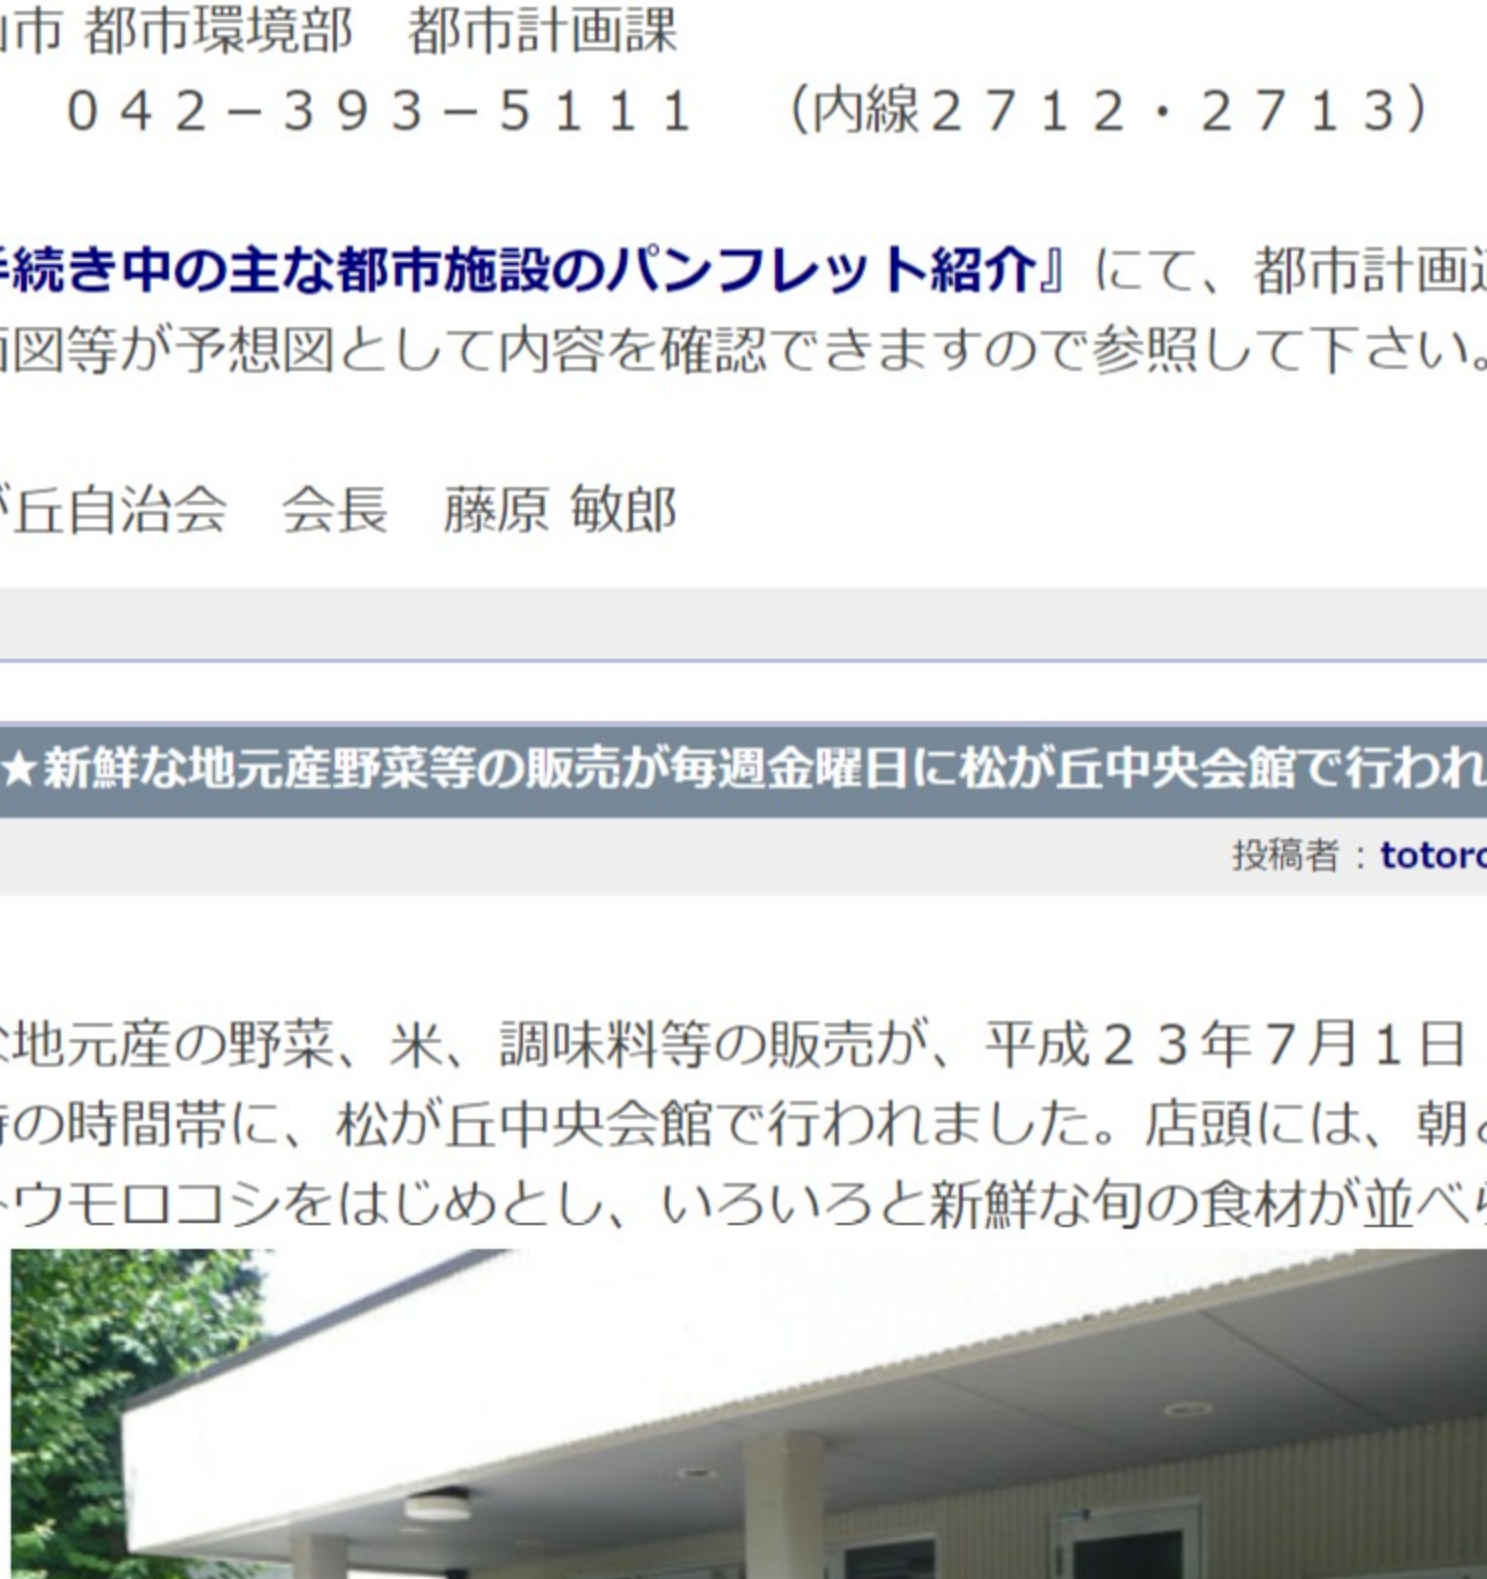 市 都市環境部　都市計画課
０４２－３９３－５１１１　（内線２７１２・２７１３）
続き中の主な都市施設のパンフレット紹介』にて、都市計画
図等が予想図として内容を確認できますので参照して下さい。
丘自治会　会長　藤原 敏郎
★新鮮な地元産野菜等の販売が毎週金曜日に松が丘中央会館で行われ
投稿者：totoro
地元産の野菜、米、調味料等の販売が、平成２３年７月１日
の時間帯に、松が丘中央会館で行われました。店頭には、朝
ウモロコシをはじめとし、いろいろと新鮮な旬の食材が並べ